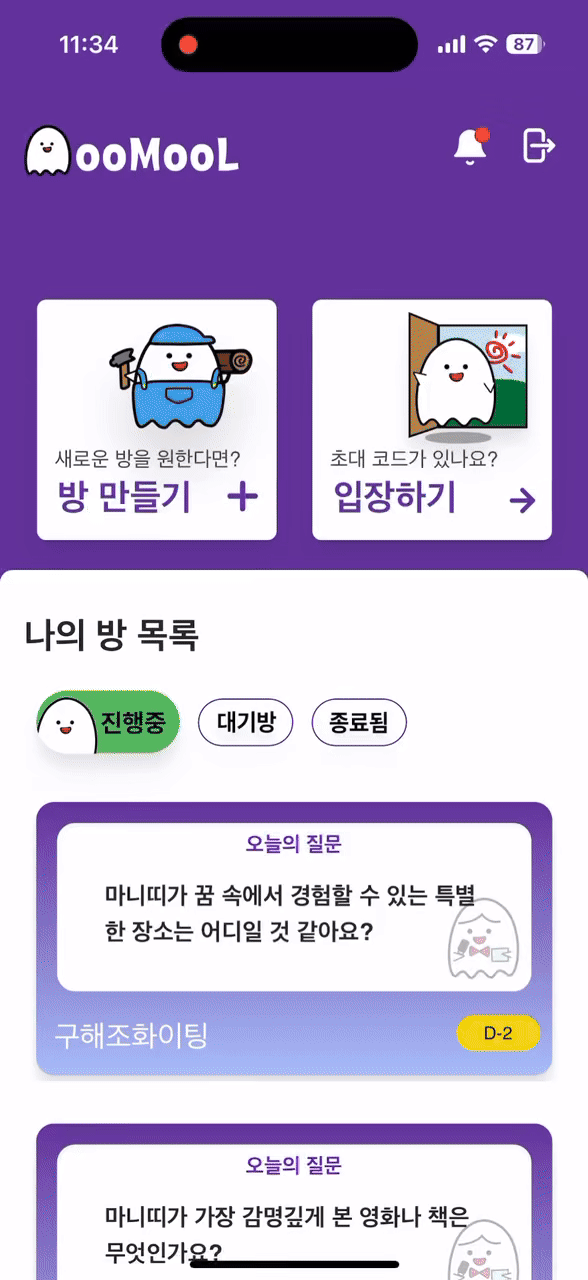 11:34
87
ooMooL
새로운 방을 원한다면?
방 만들기
초대 코드가 있나요?
입장하기
나의 방 목록
진행중
대기방
종료됨
오늘의 질문
마니띠가 꿈 속에서 경험할 수 있는 특별
한 장소는 어디일 것 같아요?
구해조화이팅
D-2
오늘의 질문
마니띠가 가장 감명깊게 본 영화나 책은
무엇인가요?